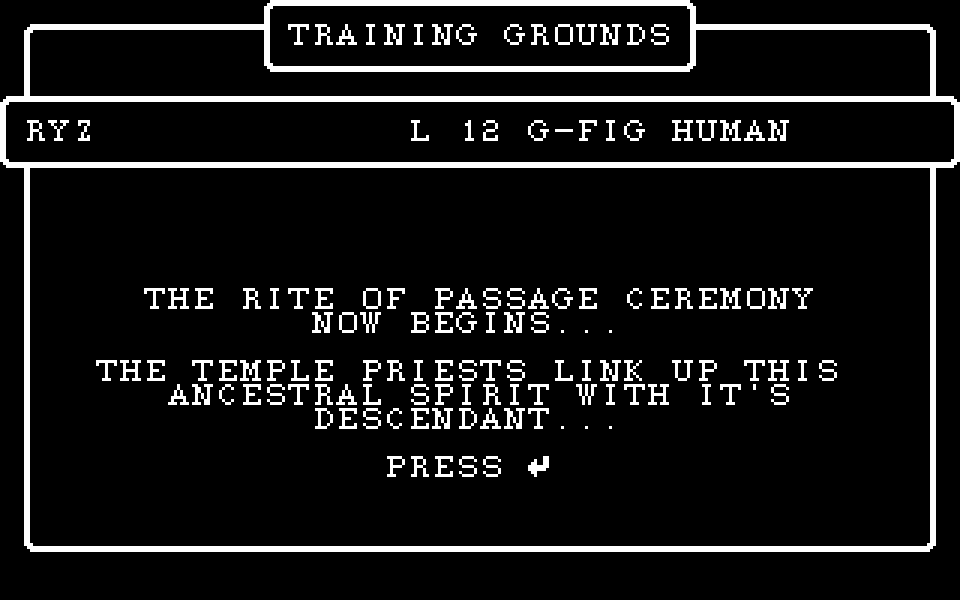 TRAINING GROUNDS
RYZ L 12 G-FIG HUMAN
THE RITE OF PASSAGE CEREMONY
NOW BEGINS...
THE TEMPLE PRIESTS LINK UP THIS
ANCESTRAL SPIRIT WITH IT'S
DESCENDANT...
PRESS ↵